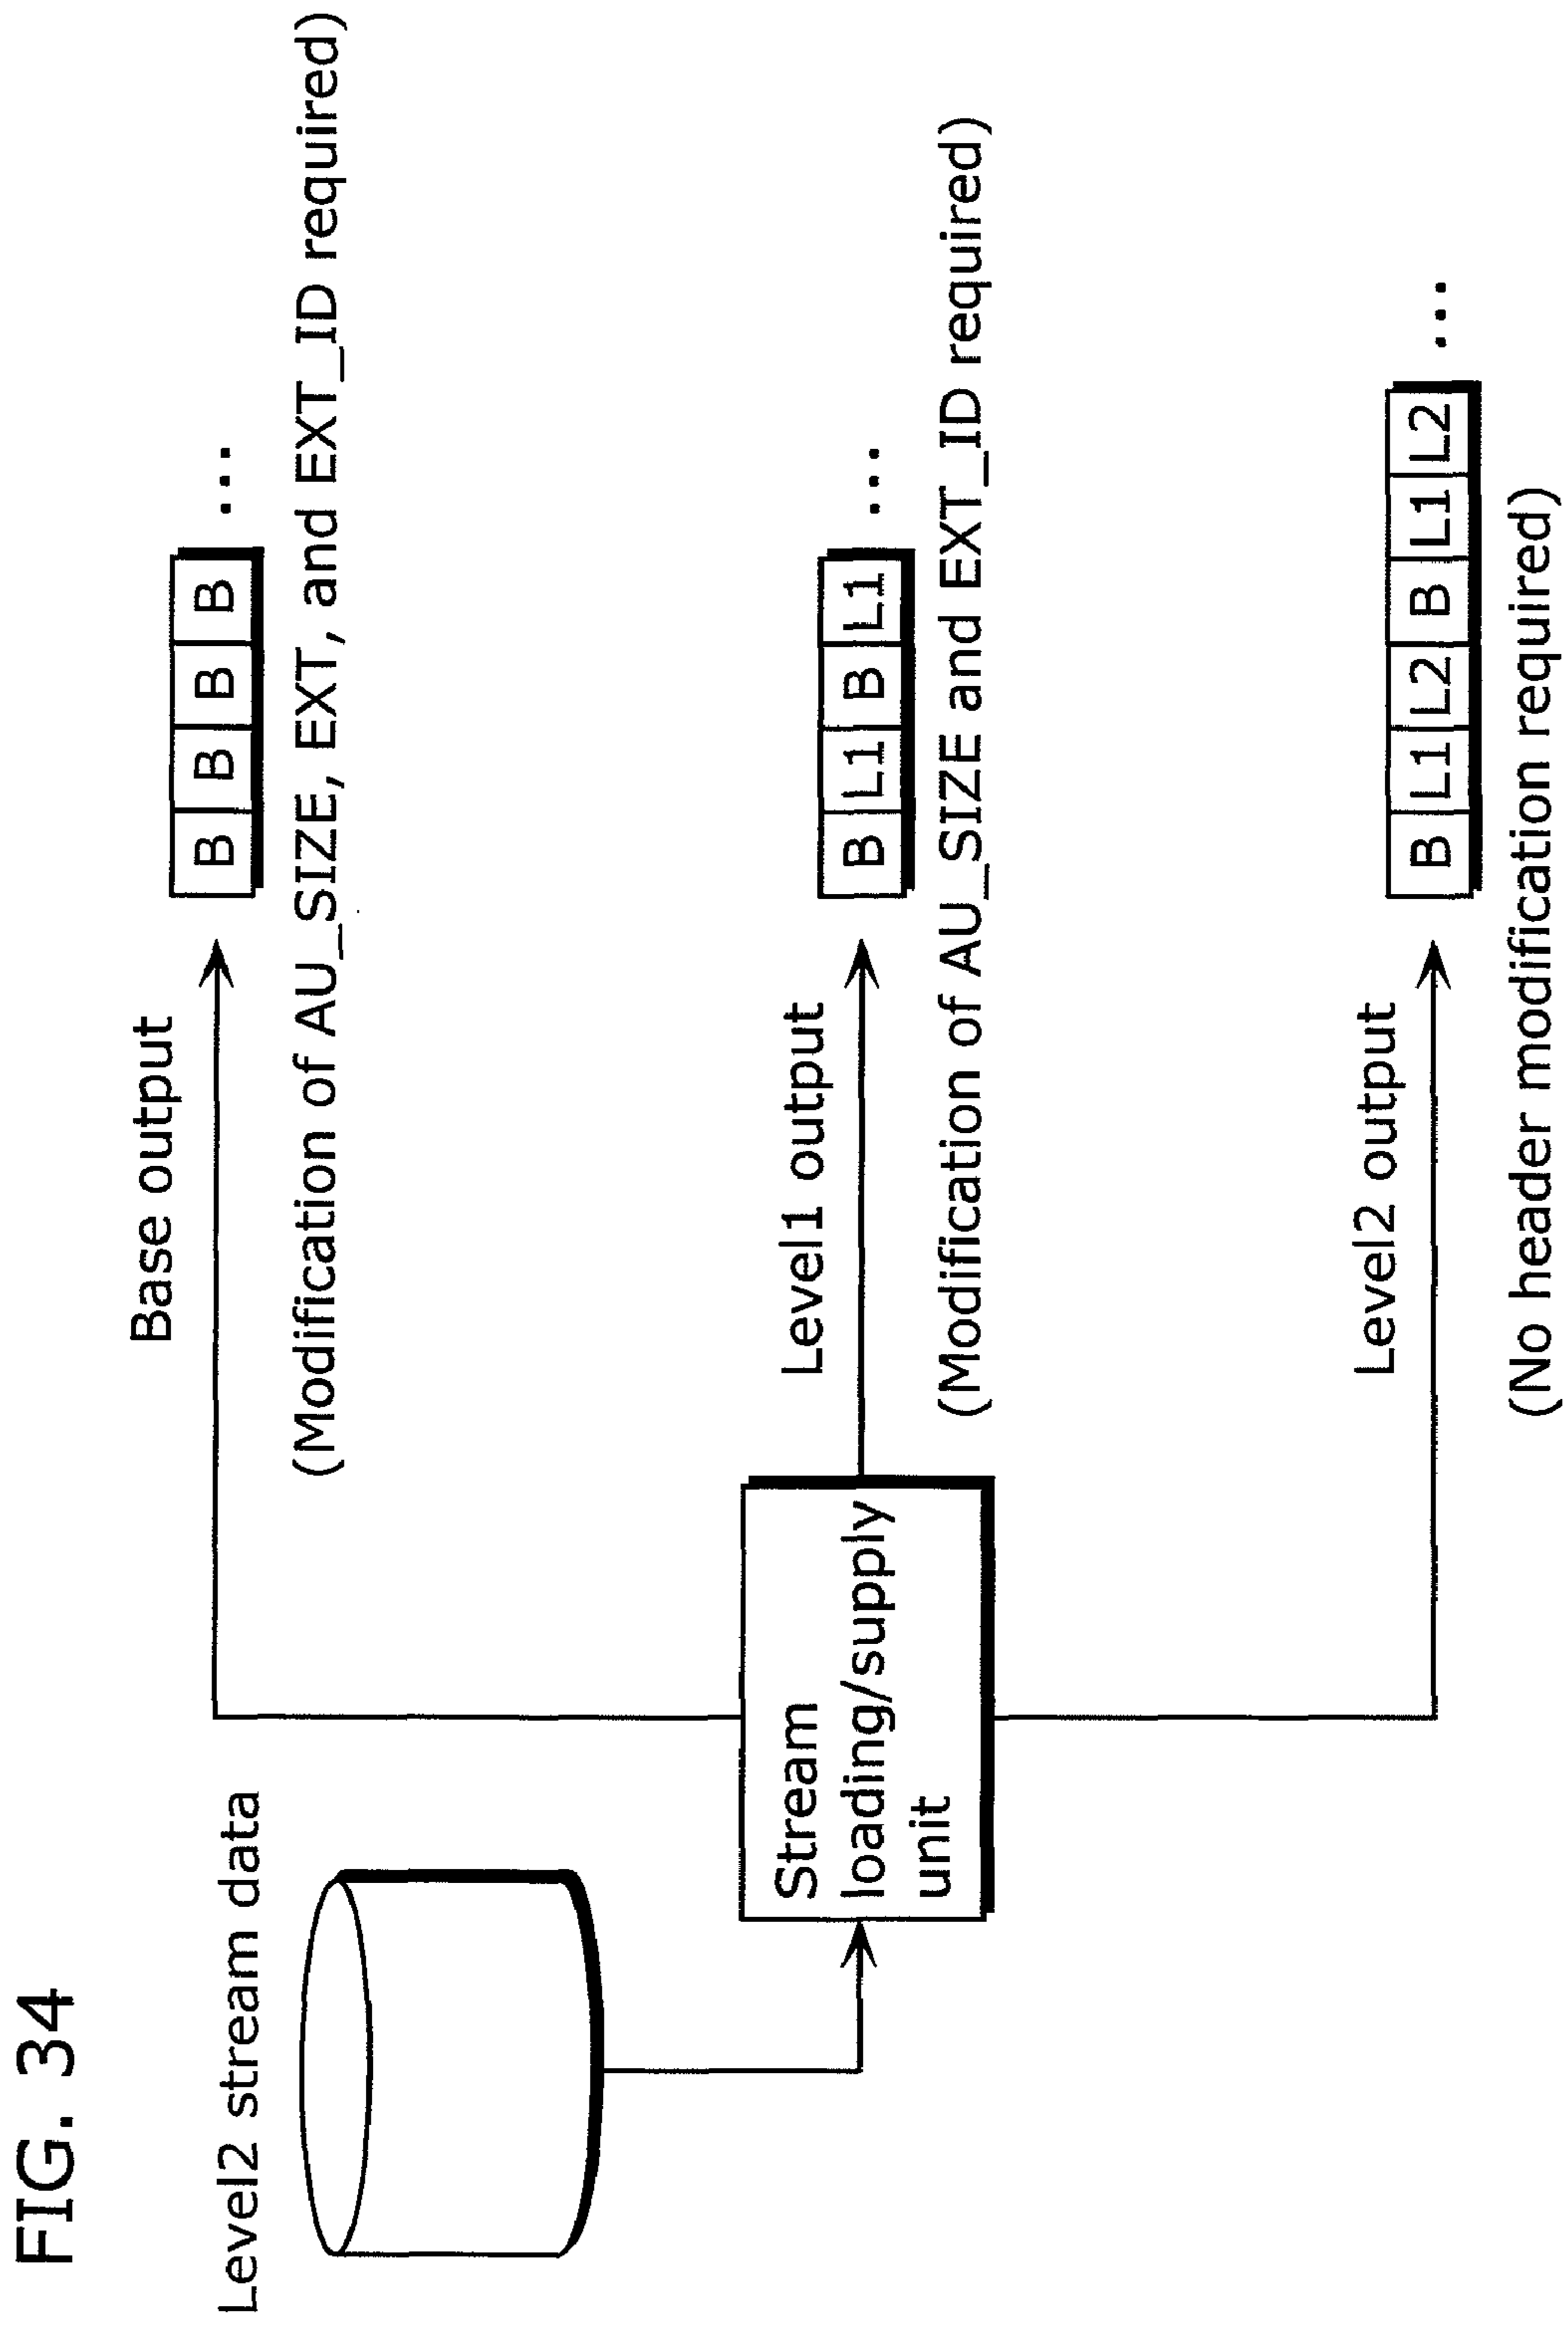 FIG. 34
Level2 stream data
Stream
loading/supply
unit
Base output
B B B B ...
(Modification of AU_SIZE, EXT, and EXT_ID required)
Level1 output
B L1 B L1 ...
(Modification of AU_SIZE and EXT_ID required)
Level2 output
B L1 L2 B L1 L2 ...
(No header modification required)